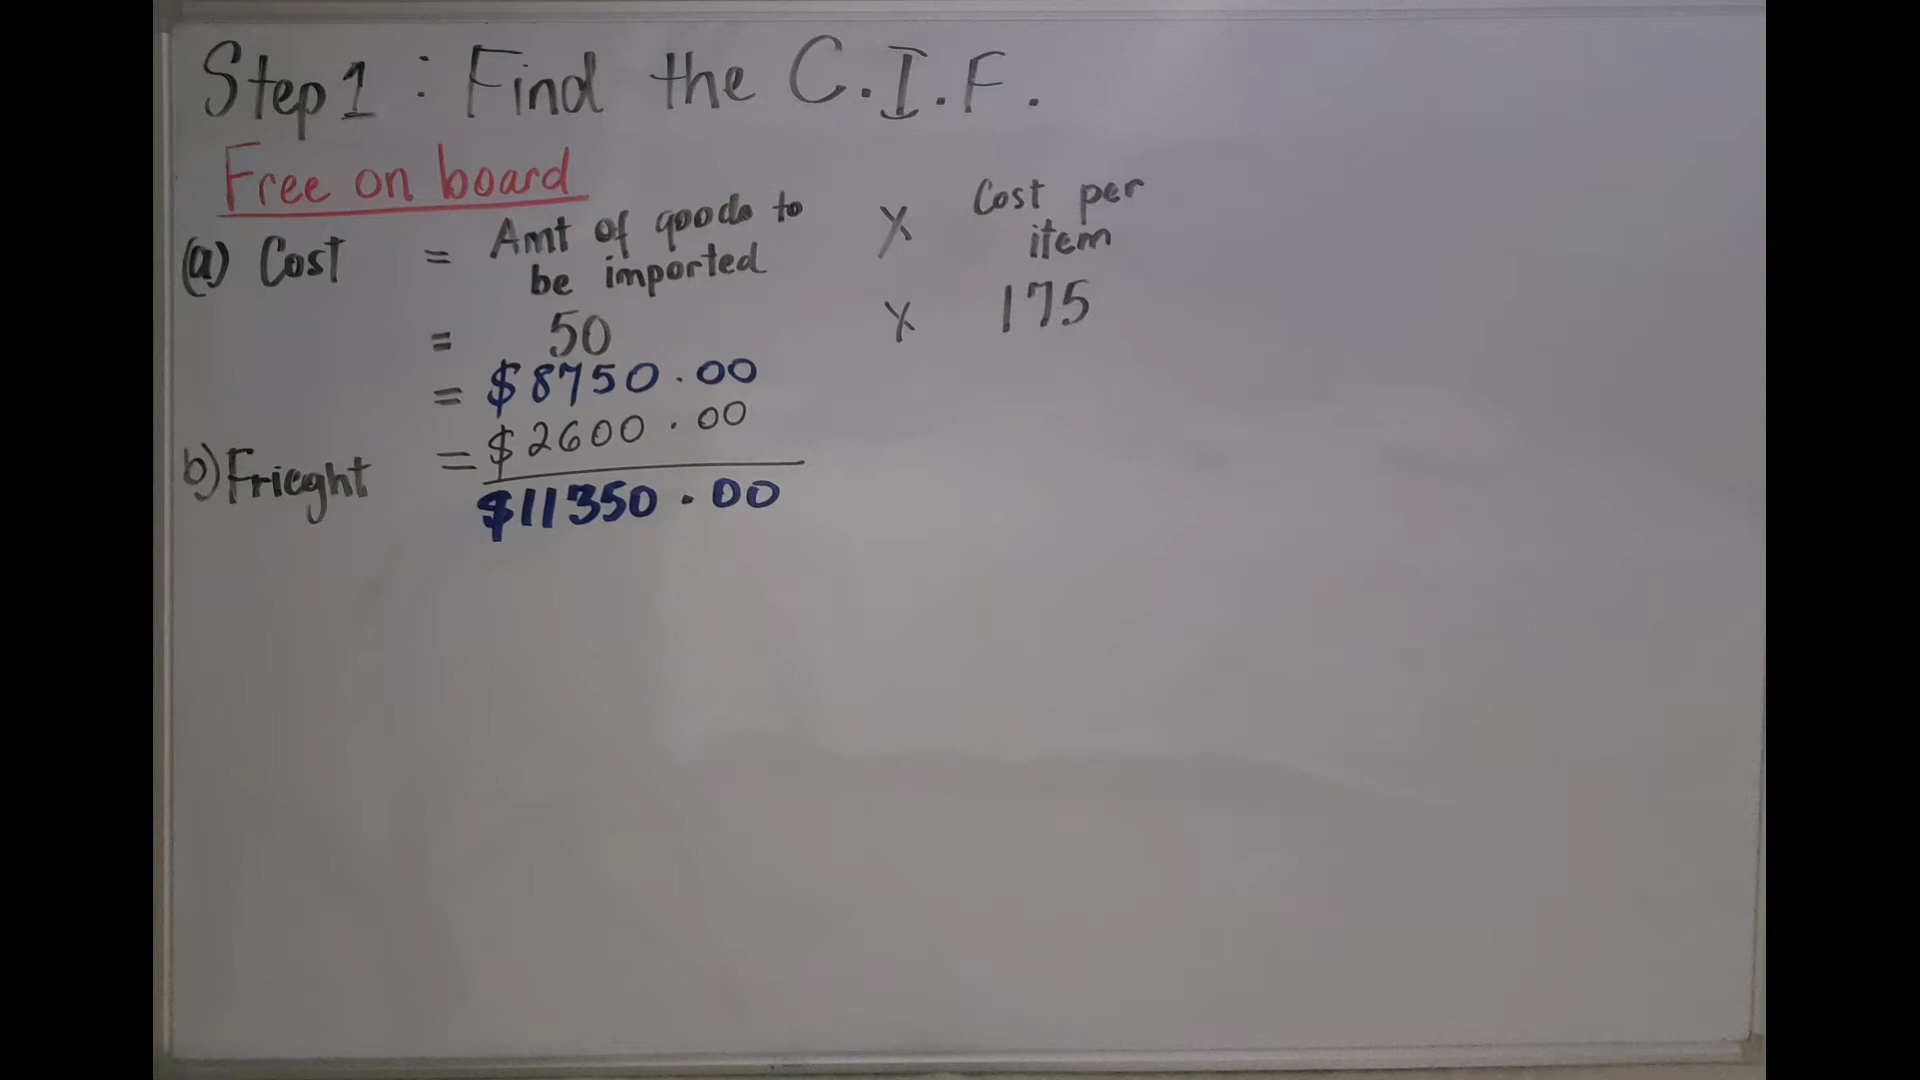 Step 1 : Find the C.I.F.
Free on board
(a) Cost = Amt of goods to be imported X Cost per item
= 50 X 175
= $8750.00
b) Frieght = $2600.00
$11350.00